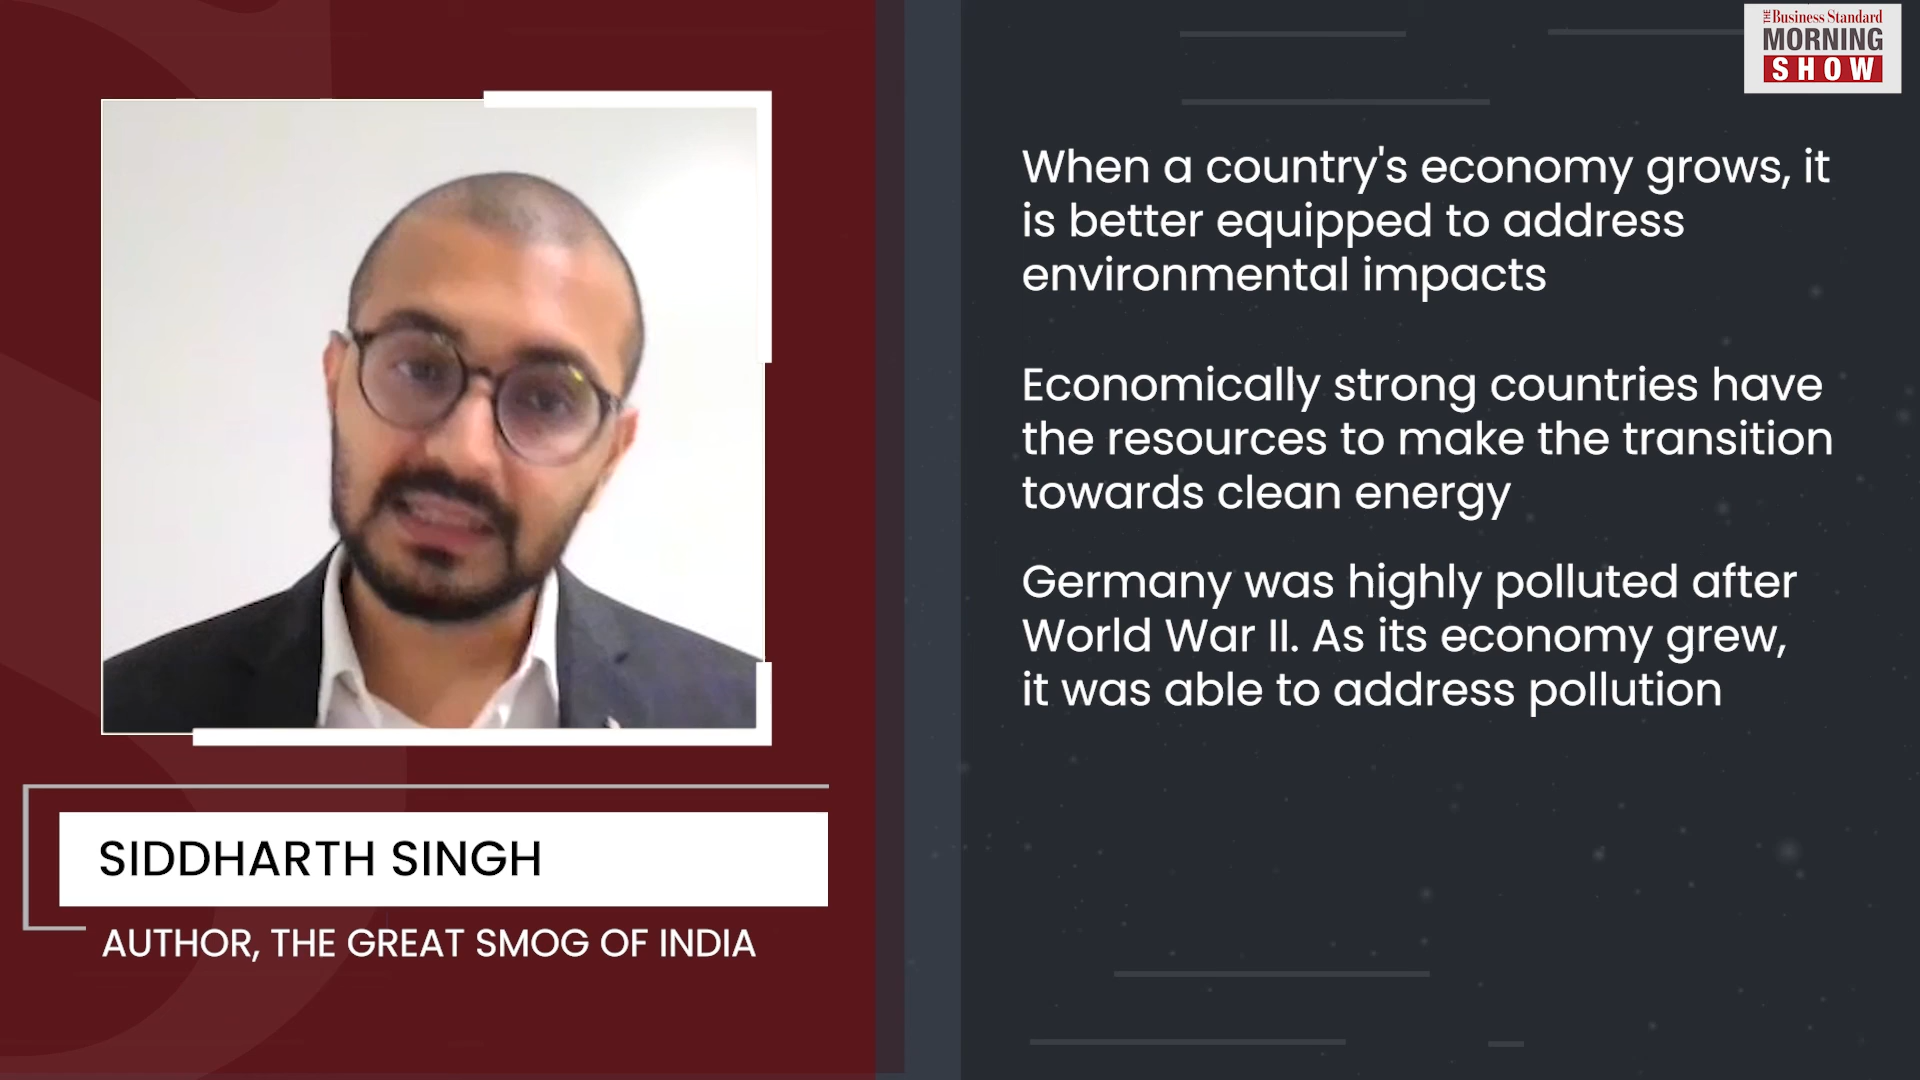 THE Business Standard
MORNING
SHOW
When a country's economy grows, it
is better equipped to address
environmental impacts
Economically strong countries have
the resources to make the transition
towards clean energy
Germany was highly polluted after
World War II. As its economy grew,
it was able to address pollution
SIDDHARTH SINGH
AUTHOR, THE GREAT SMOG OF INDIA